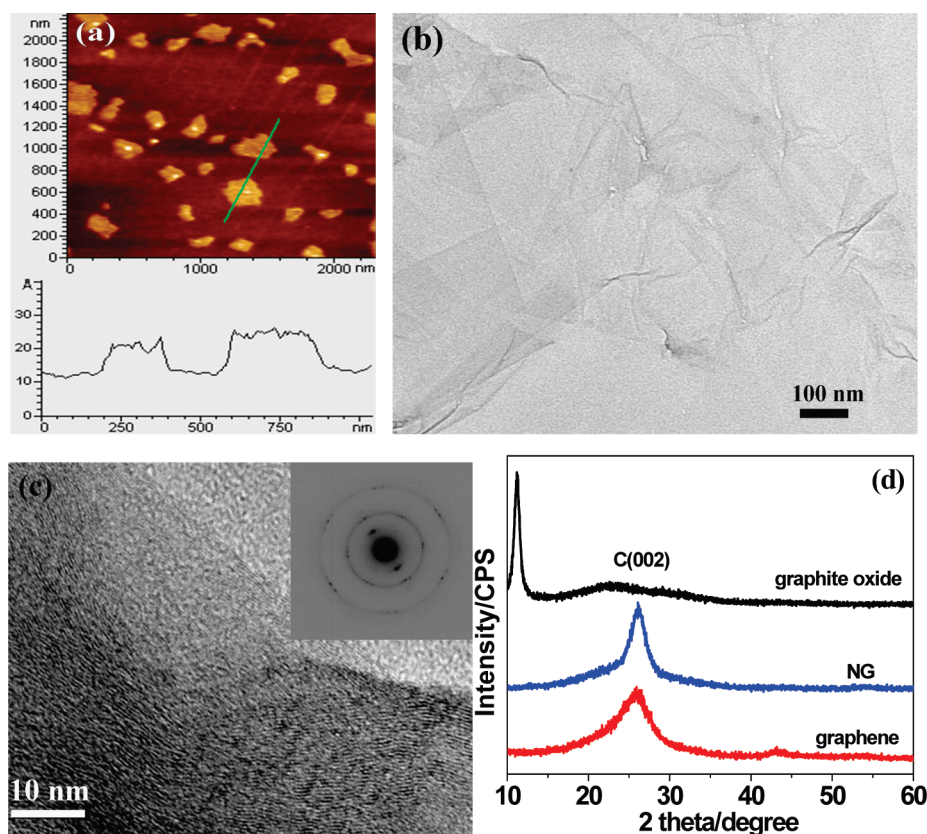 nm
(a)
2000
1800
1600
1400
1200
1000
800
600
400
200
0
0 1000 2000 nm
A
30
20
10
0
0 250 500 750 nm
(b)
100 nm
(c)
10 nm
(d)
C(002)
graphite oxide
NG
graphene
Intensity/CPS
10 20 30 40 50 60
2 theta/degree